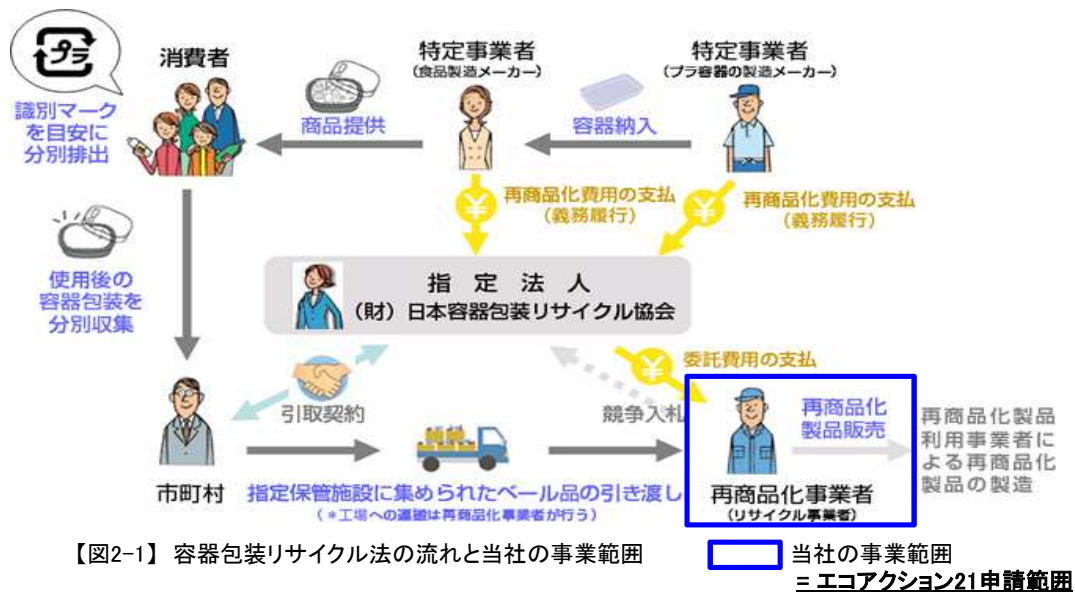 プラ
消費者
特定事業者
(食品製造メーカー)
特定事業者
(プラ容器の製造メーカー)
識別マーク
を目安に
分別排出
商品提供
容器納入
¥
再商品化費用の支払
(義務履行)
¥
再商品化費用の支払
(義務履行)
使用後の
容器包装を
分別収集
指定法人
(財)日本容器包装リサイクル協会
¥
委託費用の支払
引取契約
競争入札
再商品化
製品販売
再商品化製品
利用事業者に
よる再商品化
製品の製造
市町村
指定保管施設に集められたベール品の引き渡し
(*工場への運搬は再商品化事業者が行う)
再商品化事業者
(リサイクル事業者)
【図2-1】 容器包装リサイクル法の流れと当社の事業範囲
当社の事業範囲
= エコアクション21申請範囲